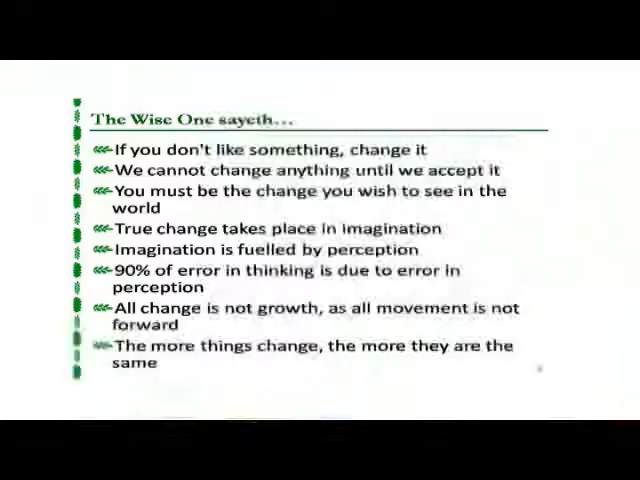 The Wise One sayeth...
If you don't like something, change it
We cannot change anything until we accept it
You must be the change you wish to see in the
world
True change takes place in imagination
Imagination is fuelled by perception
90% of error in thinking is due to error in
perception
All change is not growth, as all movement is not
forward
The more things change, the more they are the
same